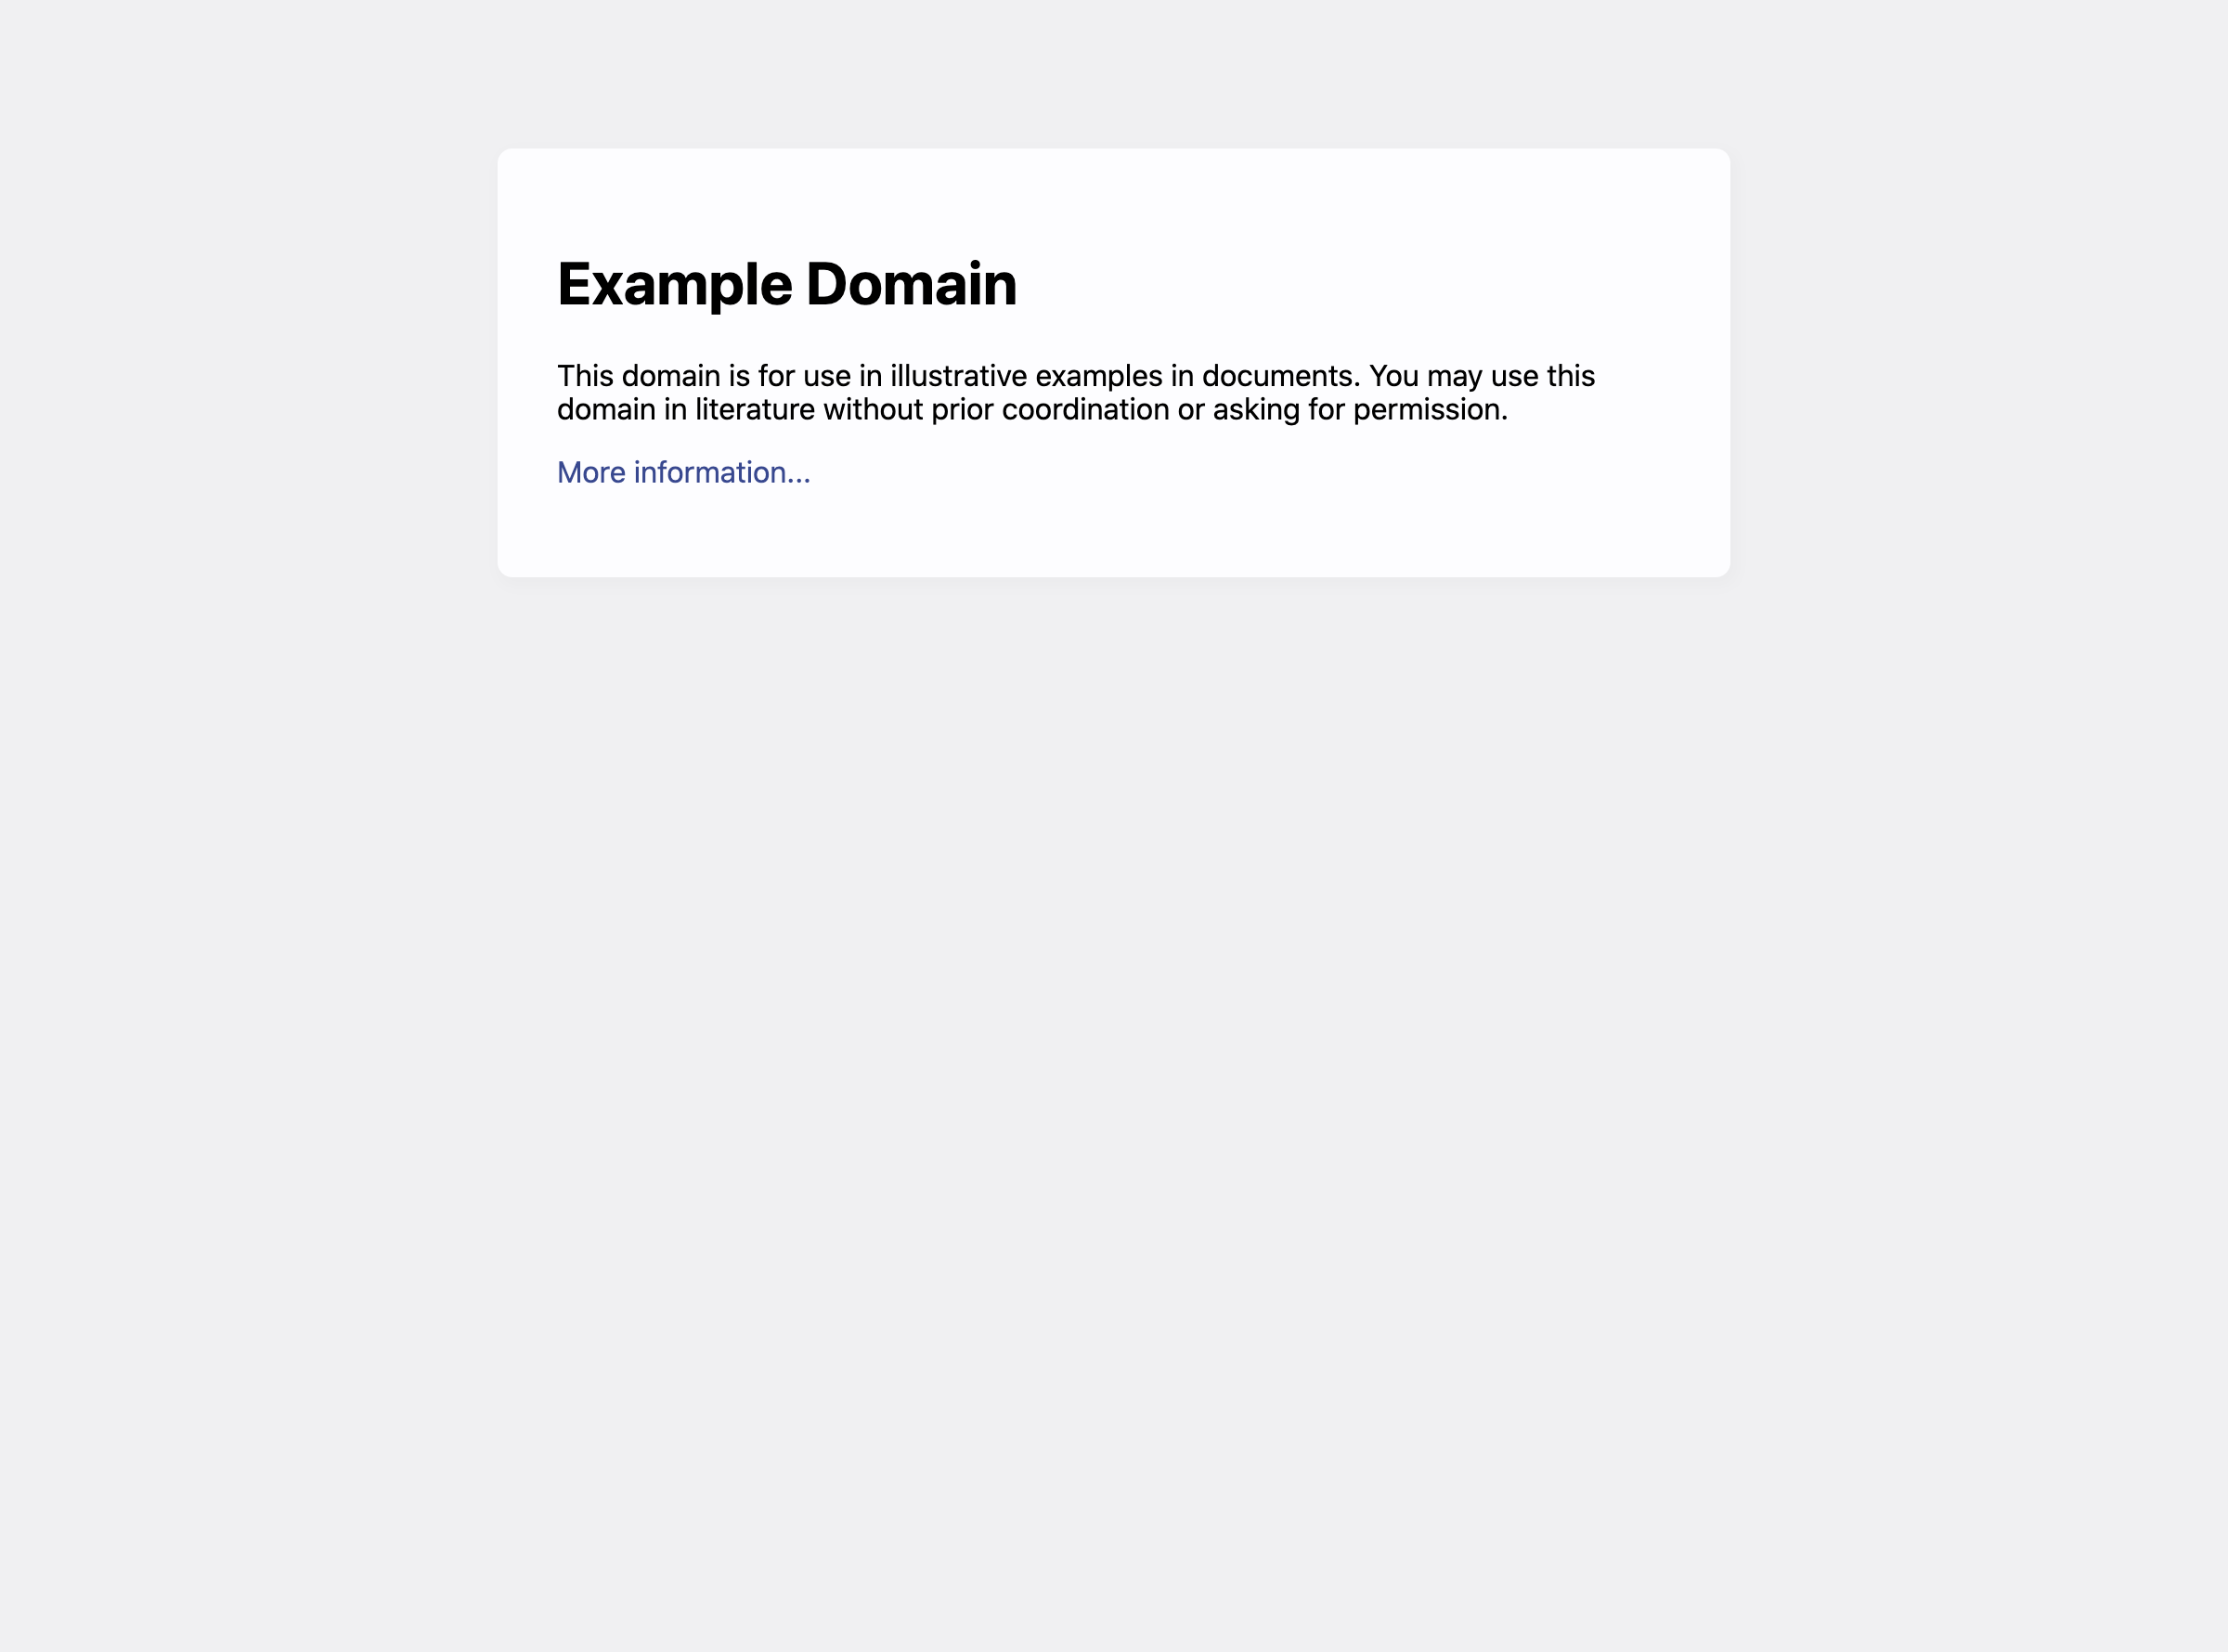 Example Domain
This domain is for use in illustrative examples in documents. You may use this
domain in literature without prior coordination or asking for permission.
More information...